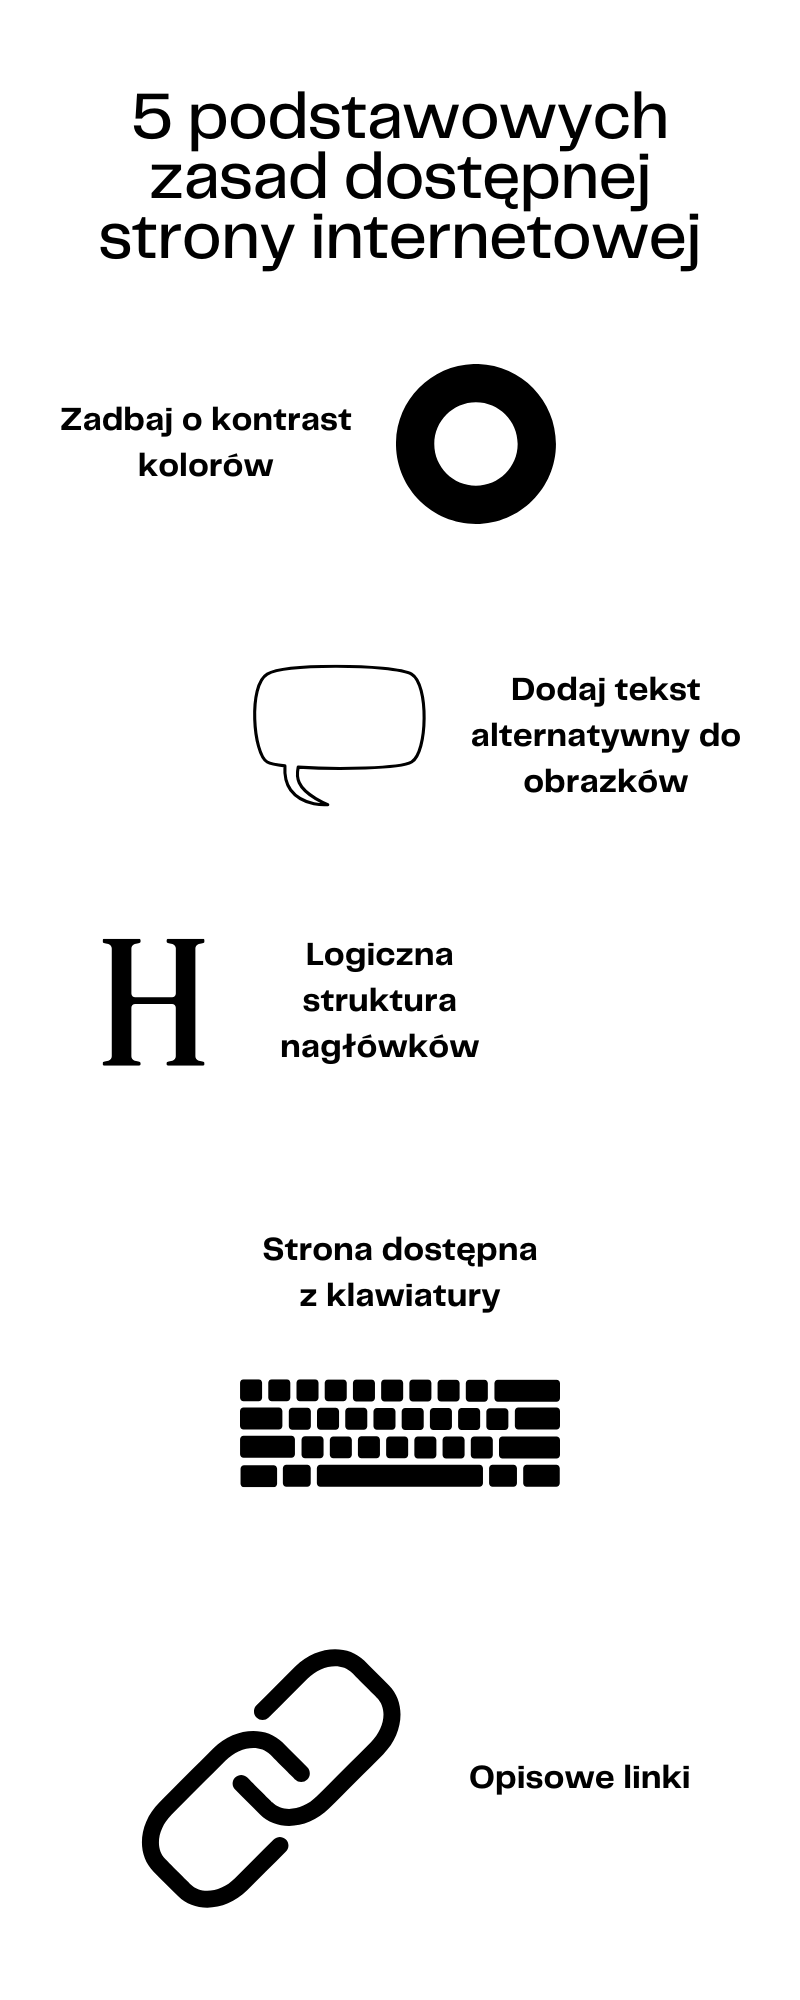 5 podstawowych
zasad dostępnej
strony internetowej
Zadbaj o kontrast
kolorów
Dodaj tekst
alternatywny do
obrazków
H
Logiczna
struktura
nagłówków
Strona dostępna
z klawiatury
Opisowe linki